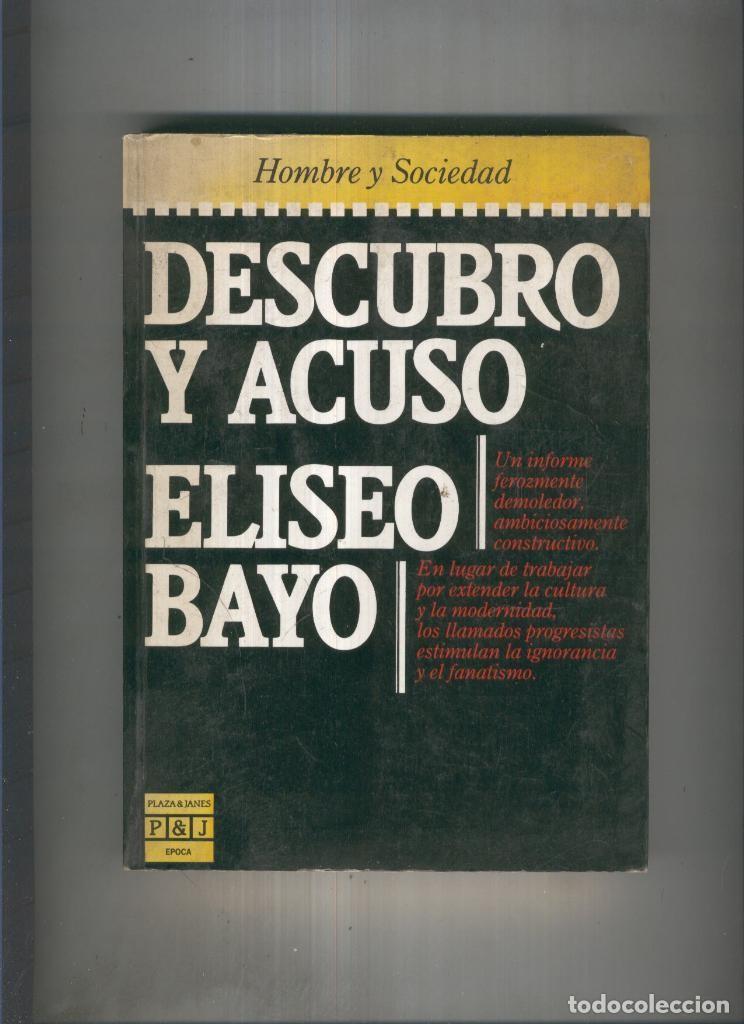 Hombre y Sociedad
DESCUBRO
Y ACUSO
ELISEO
BAYO
Un informe
ferozmente
demoledor,
ambiciosamente
constructivo.
En lugar de trabajar
por extender la cultura
y la modernidad,
los llamados progresistas
estimulan la ignorancia
y el fanatismo.
PLAZA & JANES
P & J
EPOCA
todocoleccion